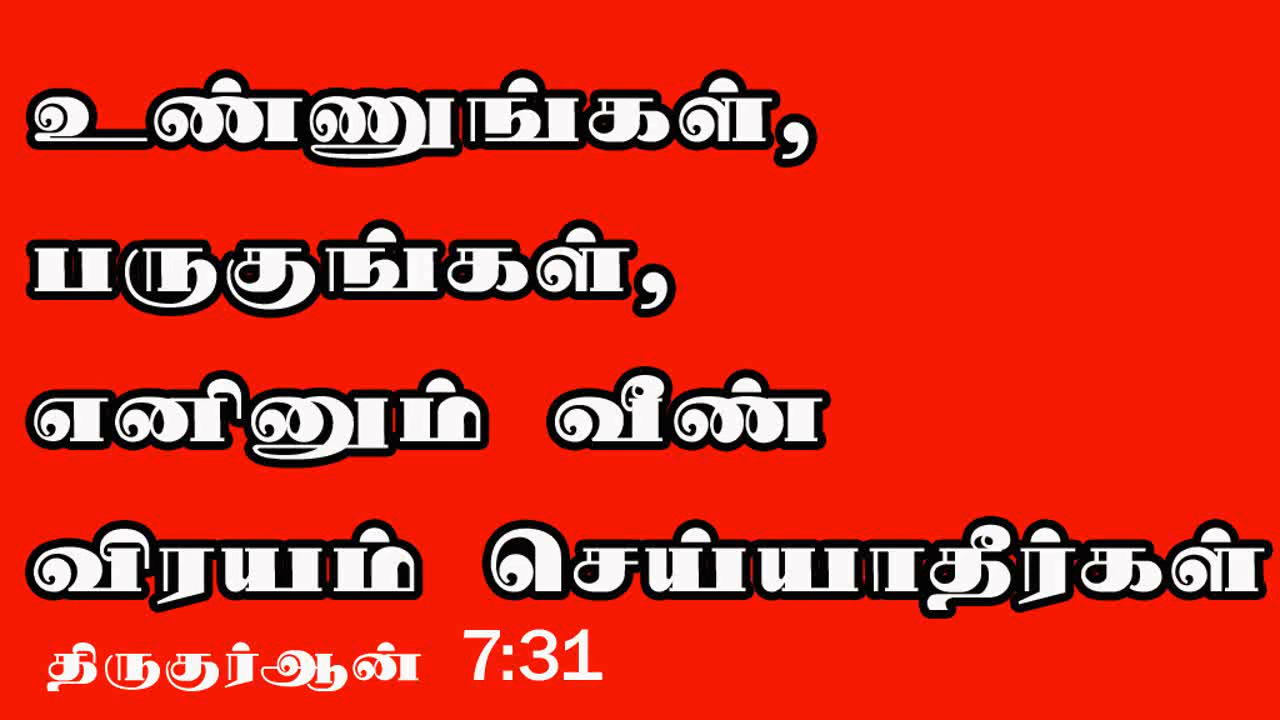 உண்ணுங்கள்,
பருகுங்கள்,
எனினும் வீண்
விரயம் செய்யாதீர்கள்
திருகுர்ஆன் 7:31